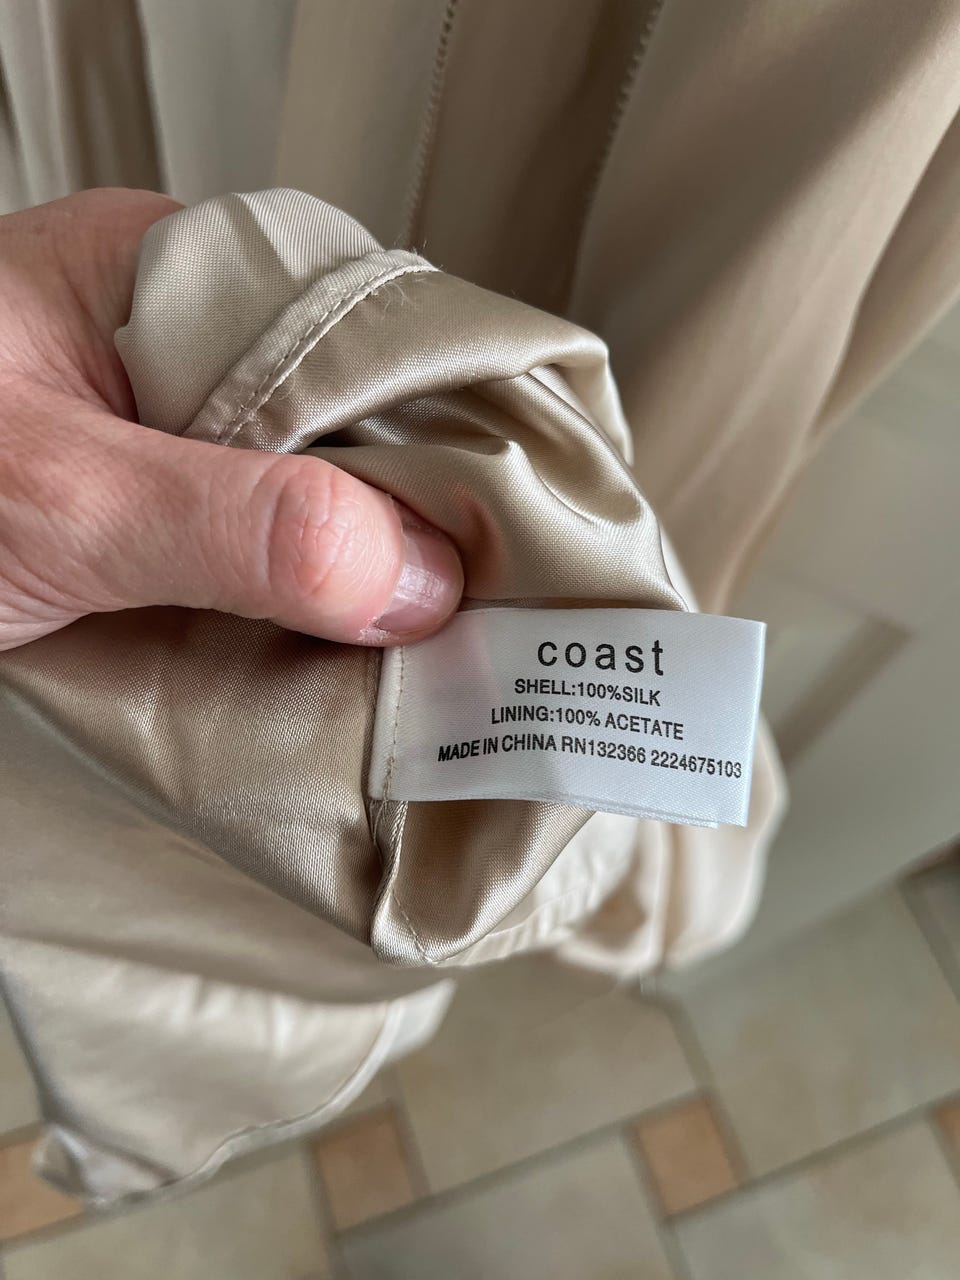 coast
SHELL:100%SILK
LINING:100% ACETATE
MADE IN CHINA RN132366 2224675103